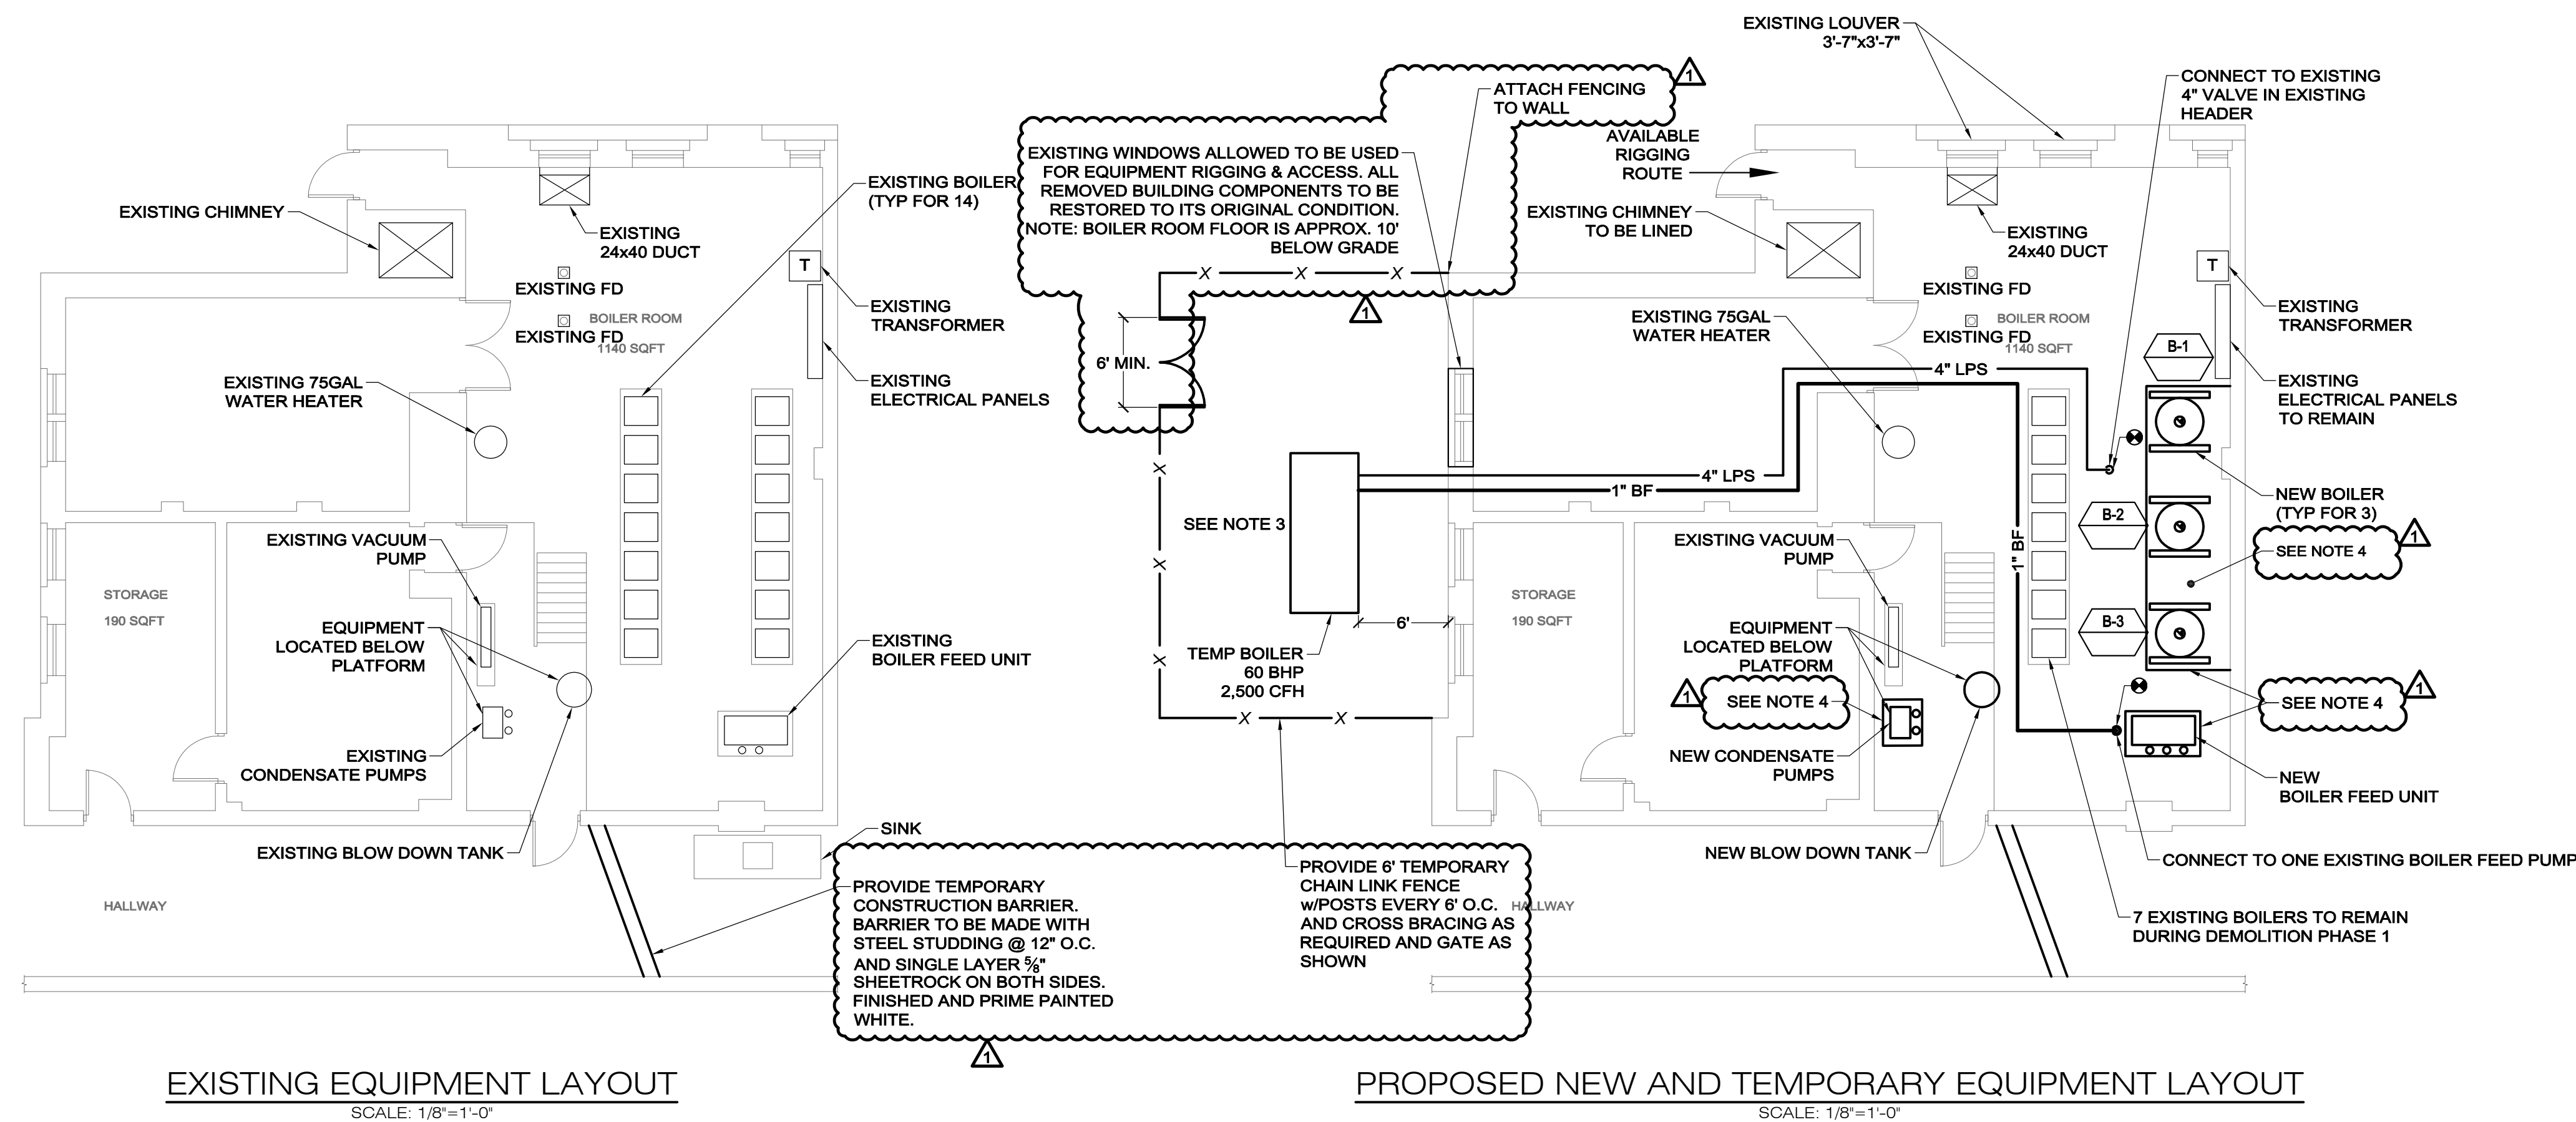 EXISTING CHIMNEY
EXISTING BOILER
(TYP FOR 14)
EXISTING
24x40 DUCT
T
EXISTING FD
EXISTING FD
BOILER ROOM
1140 SQFT
EXISTING
TRANSFORMER
EXISTING 75GAL
WATER HEATER
EXISTING
ELECTRICAL PANELS
EXISTING VACUUM
PUMP
STORAGE
190 SQFT
EQUIPMENT
LOCATED BELOW
PLATFORM
EXISTING
BOILER FEED UNIT
EXISTING
CONDENSATE PUMPS
EXISTING BLOW DOWN TANK
SINK
HALLWAY
PROVIDE TEMPORARY
CONSTRUCTION BARRIER.
BARRIER TO BE MADE WITH
STEEL STUDDING @ 12" O.C.
AND SINGLE LAYER 5/8"
SHEETROCK ON BOTH SIDES.
FINISHED AND PRIME PAINTED
WHITE.
1
EXISTING EQUIPMENT LAYOUT
SCALE: 1/8"=1'-0"
EXISTING LOUVER
3'-7"x3'-7"
1
ATTACH FENCING
TO WALL
CONNECT TO EXISTING
4" VALVE IN EXISTING
HEADER
AVAILABLE
RIGGING
ROUTE
EXISTING WINDOWS ALLOWED TO BE USED
FOR EQUIPMENT RIGGING & ACCESS. ALL
REMOVED BUILDING COMPONENTS TO BE
RESTORED TO ITS ORIGINAL CONDITION.
NOTE: BOILER ROOM FLOOR IS APPROX. 10'
BELOW GRADE
EXISTING CHIMNEY
TO BE LINED
EXISTING
24x40 DUCT
X X X
T
EXISTING FD
EXISTING FD
BOILER ROOM
1140 SQFT
1
EXISTING
TRANSFORMER
EXISTING 75GAL
WATER HEATER
6' MIN.
B-1
4" LPS
4" LPS
EXISTING
ELECTRICAL PANELS
TO REMAIN
X
4" LPS
1" BF
NEW BOILER
(TYP FOR 3)
SEE NOTE 3
B-2
1
SEE NOTE 4
1" BF
X
EXISTING VACUUM
PUMP
STORAGE
190 SQFT
6'
B-3
EQUIPMENT
LOCATED BELOW
PLATFORM
TEMP BOILER
60 BHP
2,500 CFH
X
1
SEE NOTE 4
1
SEE NOTE 4
X X
NEW CONDENSATE
PUMPS
NEW
BOILER FEED UNIT
NEW BLOW DOWN TANK
CONNECT TO ONE EXISTING BOILER FEED PUMP
PROVIDE 6' TEMPORARY
CHAIN LINK FENCE
w/POSTS EVERY 6' O.C.
AND CROSS BRACING AS
REQUIRED AND GATE AS
SHOWN
HALLWAY
7 EXISTING BOILERS TO REMAIN
DURING DEMOLITION PHASE 1
PROPOSED NEW AND TEMPORARY EQUIPMENT LAYOUT
SCALE: 1/8"=1'-0"